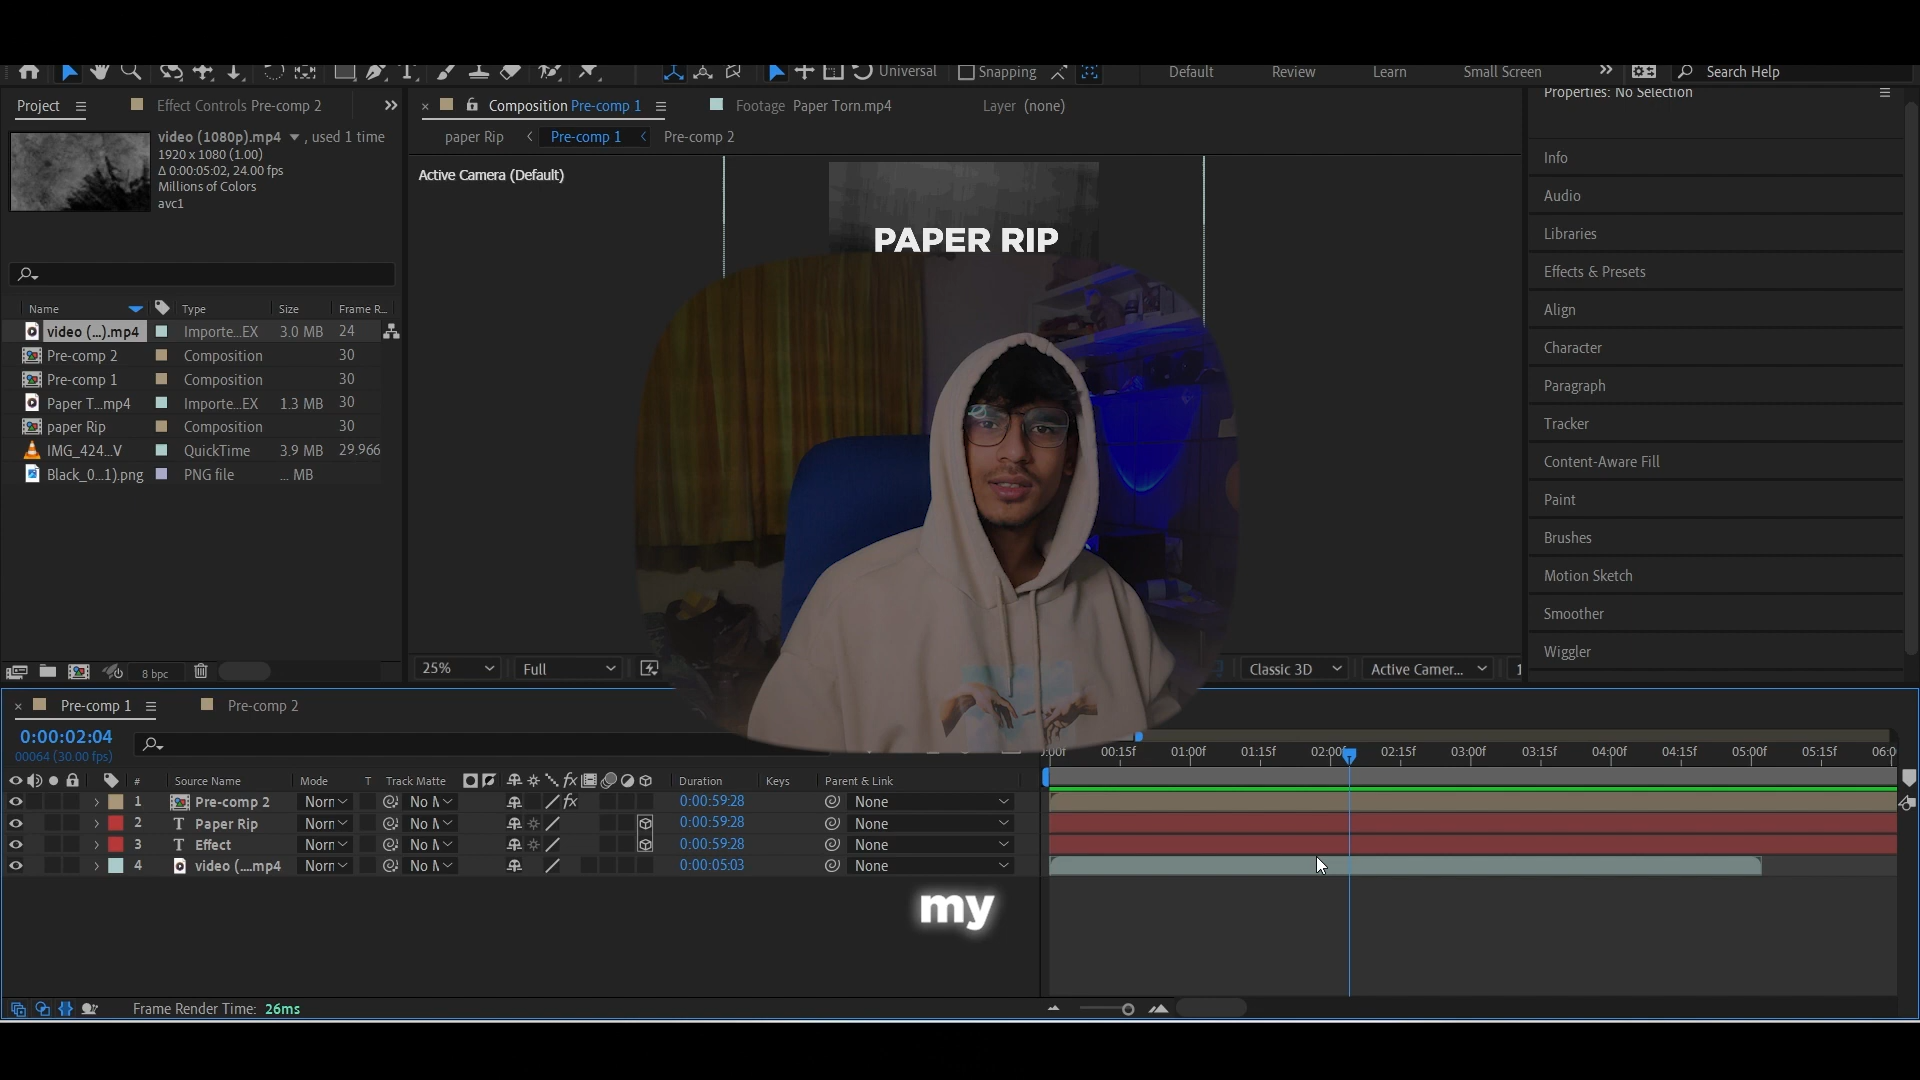 Universal Snapping Default Review Learn Small Screen Search Help
Project Effect Controls Pre-comp 2
video (1080p).mp4 , used 1 time
1920 x 1080 (1.00)
Δ 0:00:05:02, 24.00 fps
Millions of Colors
avc1
Name Type Size Frame R...
video (...).mp4 Importe...EX 3.0 MB 24
Pre-comp 2 Composition 30
Pre-comp 1 Composition 30
Paper T...mp4 Importe...EX 1.3 MB 30
paper Rip Composition 30
IMG_424...V QuickTime 3.9 MB 29.966
Black_0...1).png PNG file ... MB
8 bpc
Composition Pre-comp 1 Footage Paper Torn.mp4 Layer (none)
paper Rip Pre-comp 1 Pre-comp 2
Active Camera (Default)
PAPER RIP
25% Full Classic 3D Active Camer... 1
Properties: No Selection
Info
Audio
Libraries
Effects & Presets
Align
Character
Paragraph
Tracker
Content-Aware Fill
Paint
Brushes
Motion Sketch
Smoother
Wiggler
Pre-comp 1 Pre-comp 2
0:00:02:04
00064 (30.00 fps)
:00f 00:15f 01:00f 01:15f 02:00f 02:15f 03:00f 03:15f 04:00f 04:15f 05:00f 05:15f 06:0
# Source Name Mode T Track Matte fx Duration Keys Parent & Link
1 Pre-comp 2 Norn No M fx 0:00:59:28 None
2 T Paper Rip Norn No M 0:00:59:28 None
3 T Effect Norn No M 0:00:59:28 None
4 video (....mp4 Norn No M 0:00:05:03 None
my
Frame Render Time: 26ms